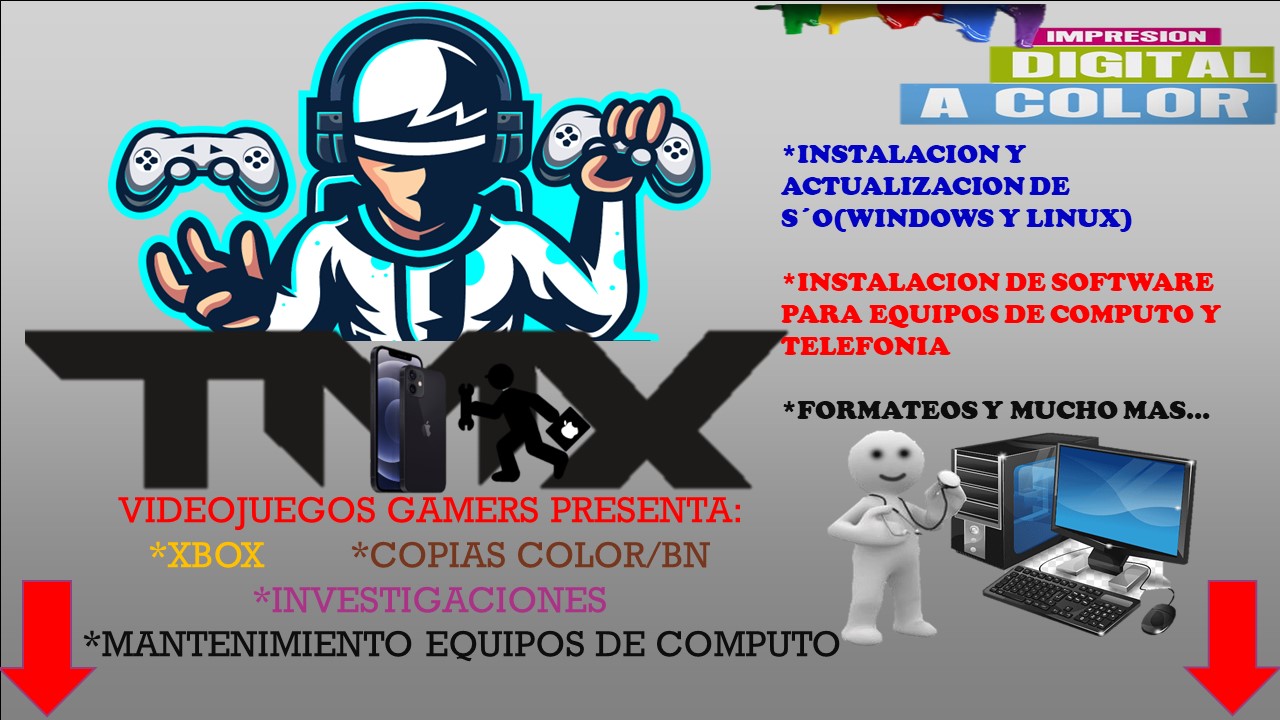 IMPRESION
DIGITAL
A COLOR
*INSTALACION Y
ACTUALIZACION DE
S´O(WINDOWS Y LINUX)
*INSTALACION DE SOFTWARE
PARA EQUIPOS DE COMPUTO Y
TELEFONIA
*FORMATEOS Y MUCHO MAS...
TMX
VIDEOJUEGOS GAMERS PRESENTA:
*XBOX *COPIAS COLOR/BN
*INVESTIGACIONES
*MANTENIMIENTO EQUIPOS DE COMPUTO